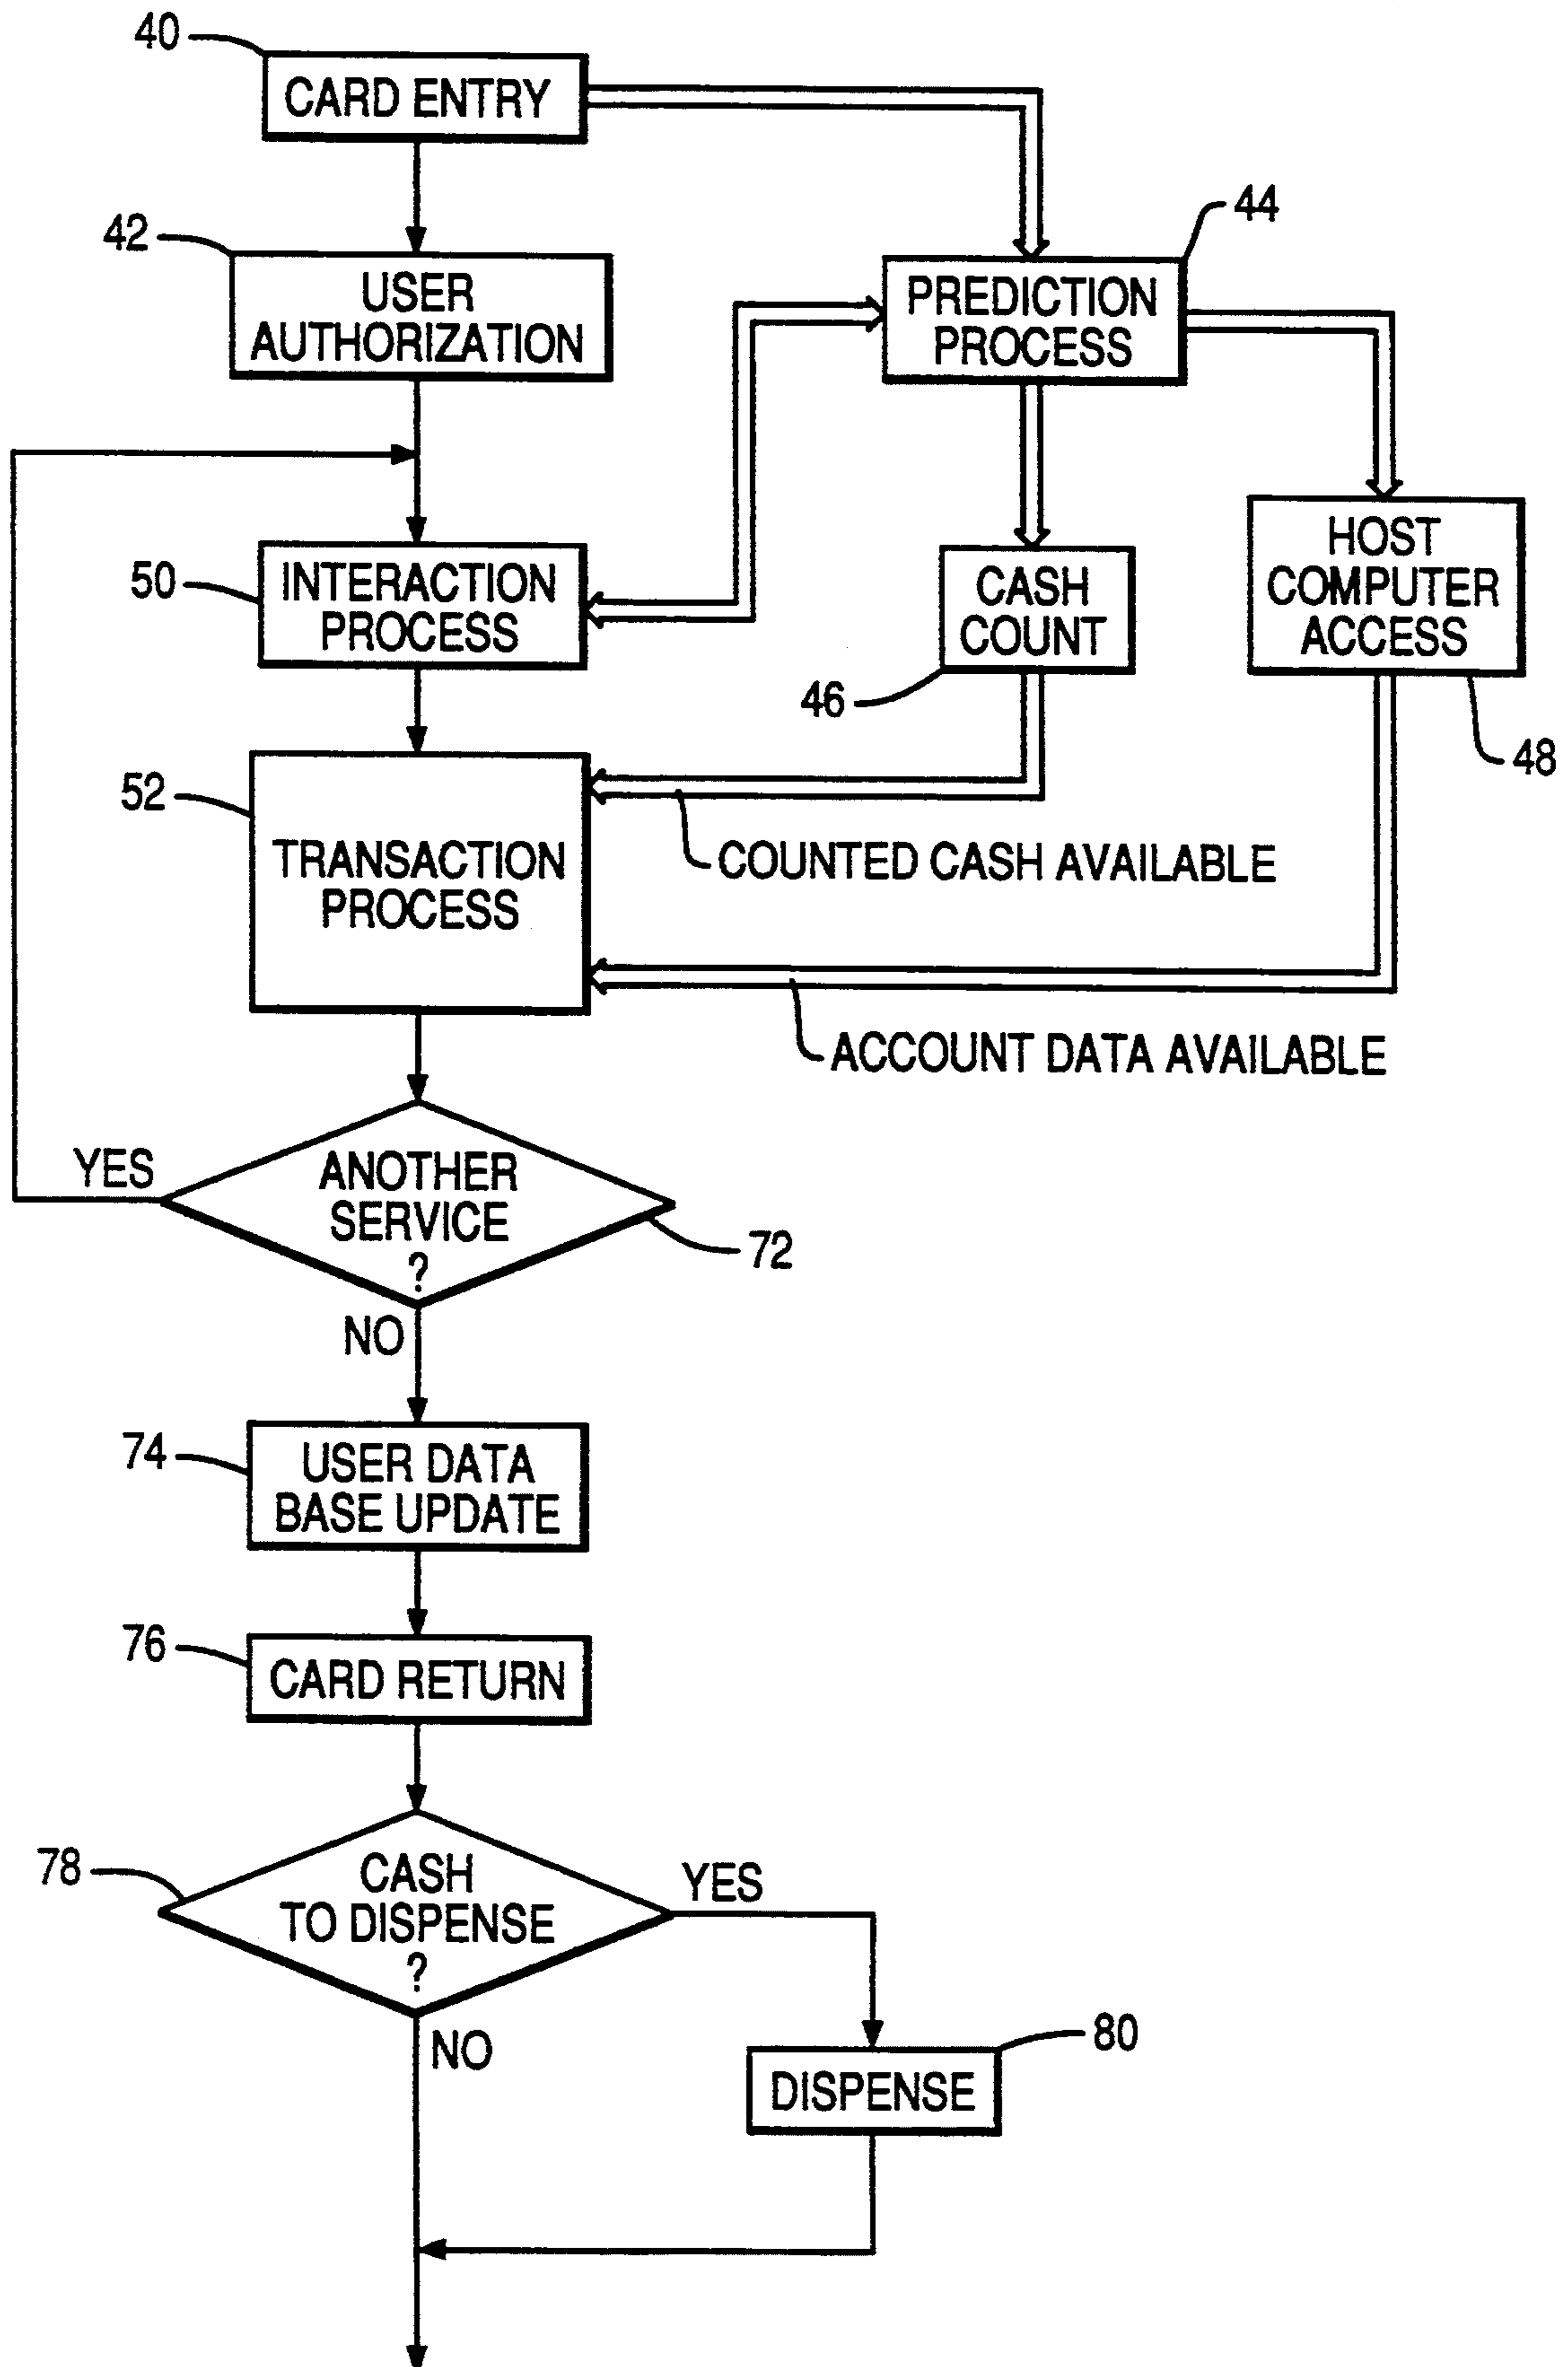 40
CARD ENTRY
42
USER
AUTHORIZATION
44
PREDICTION
PROCESS
50
INTERACTION
PROCESS
CASH
COUNT
46
HOST
COMPUTER
ACCESS
48
52
TRANSACTION
PROCESS
COUNTED CASH AVAILABLE
ACCOUNT DATA AVAILABLE
YES
ANOTHER
SERVICE
?
72
NO
74
USER DATA
BASE UPDATE
76
CARD RETURN
78
CASH
TO DISPENSE
?
YES
NO
80
DISPENSE